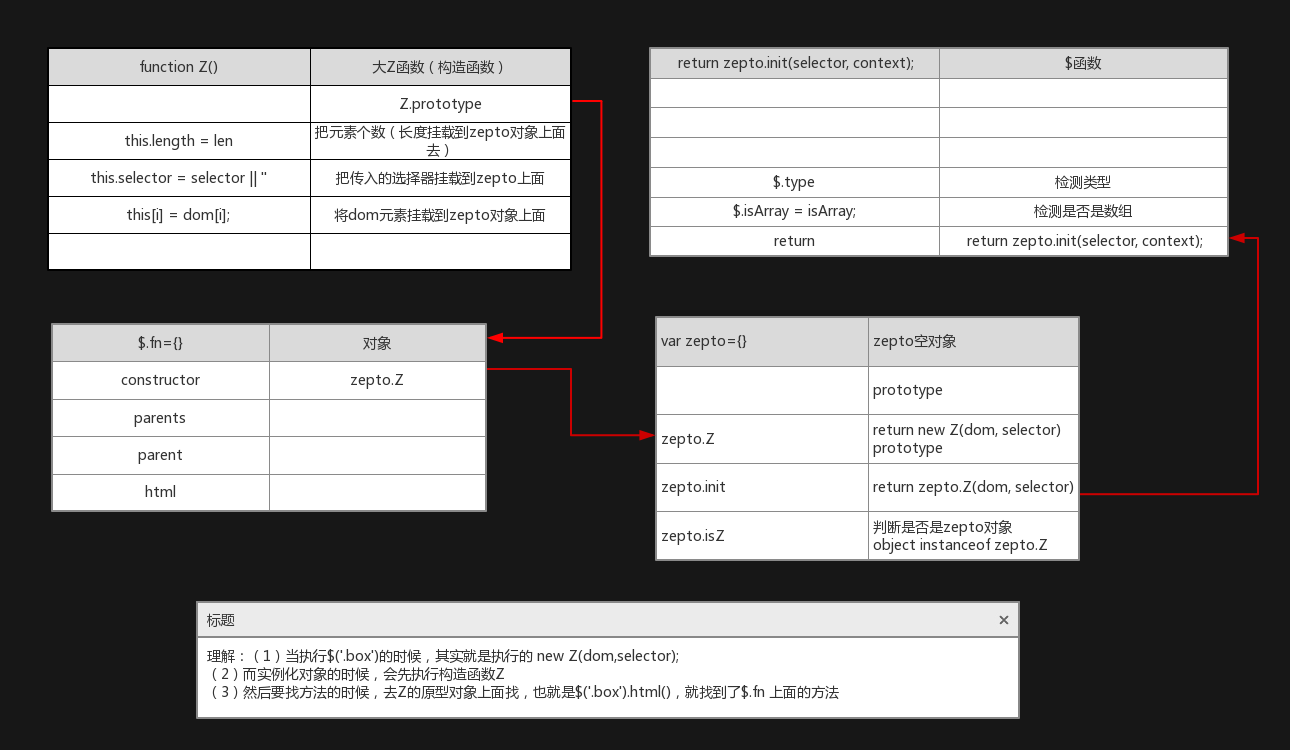 function Z()
大Z函数（构造函数）
Z.prototype
this.length = len
把元素个数（长度挂载到zepto对象上面
去）
this.selector = selector || ''
把传入的选择器挂载到zepto上面
this[i] = dom[i];
将dom元素挂载到zepto对象上面
return zepto.init(selector, context);
$函数
$.type
检测类型
$.isArray = isArray;
检测是否是数组
return
return zepto.init(selector, context);
$.fn={}
对象
constructor
zepto.Z
parents
parent
html
var zepto={}
zepto空对象
prototype
zepto.Z
return new Z(dom, selector)
prototype
zepto.init
return zepto.Z(dom, selector)
zepto.isZ
判断是否是zepto对象
object instanceof zepto.Z
标题
×
理解：（1）当执行$('.box')的时候，其实就是执行的 new Z(dom,selector);
（2）而实例化对象的时候，会先执行构造函数Z
（3）然后要找方法的时候，去Z的原型对象上面找，也就是$('.box').html()，就找到了$.fn 上面的方法